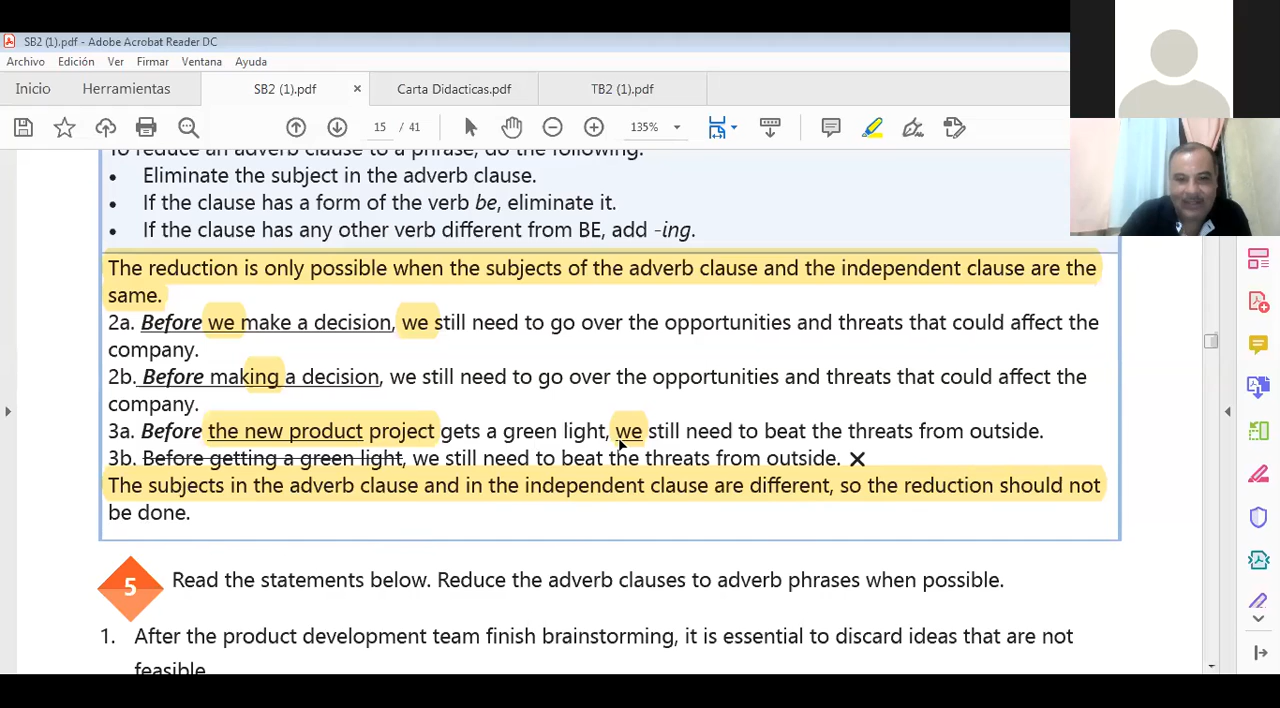 SB2 (1).pdf - Adobe Acrobat Reader DC
Archivo Edición Ver Firmar Ventana Ayuda
Inicio Herramientas SB2 (1).pdf × Carta Didacticas.pdf TB2 (1).pdf
15 / 41 135%
To reduce an adverb clause to a phrase, do the following:
• Eliminate the subject in the adverb clause.
• If the clause has a form of the verb be, eliminate it.
• If the clause has any other verb different from BE, add -ing.
The reduction is only possible when the subjects of the adverb clause and the independent clause are the
same.
2a. Before we make a decision, we still need to go over the opportunities and threats that could affect the
company.
2b. Before making a decision, we still need to go over the opportunities and threats that could affect the
company.
3a. Before the new product project gets a green light, we still need to beat the threats from outside.
3b. Before getting a green light, we still need to beat the threats from outside. ✕
The subjects in the adverb clause and in the independent clause are different, so the reduction should not
be done.
5 Read the statements below. Reduce the adverb clauses to adverb phrases when possible.
1. After the product development team finish brainstorming, it is essential to discard ideas that are not
feasible